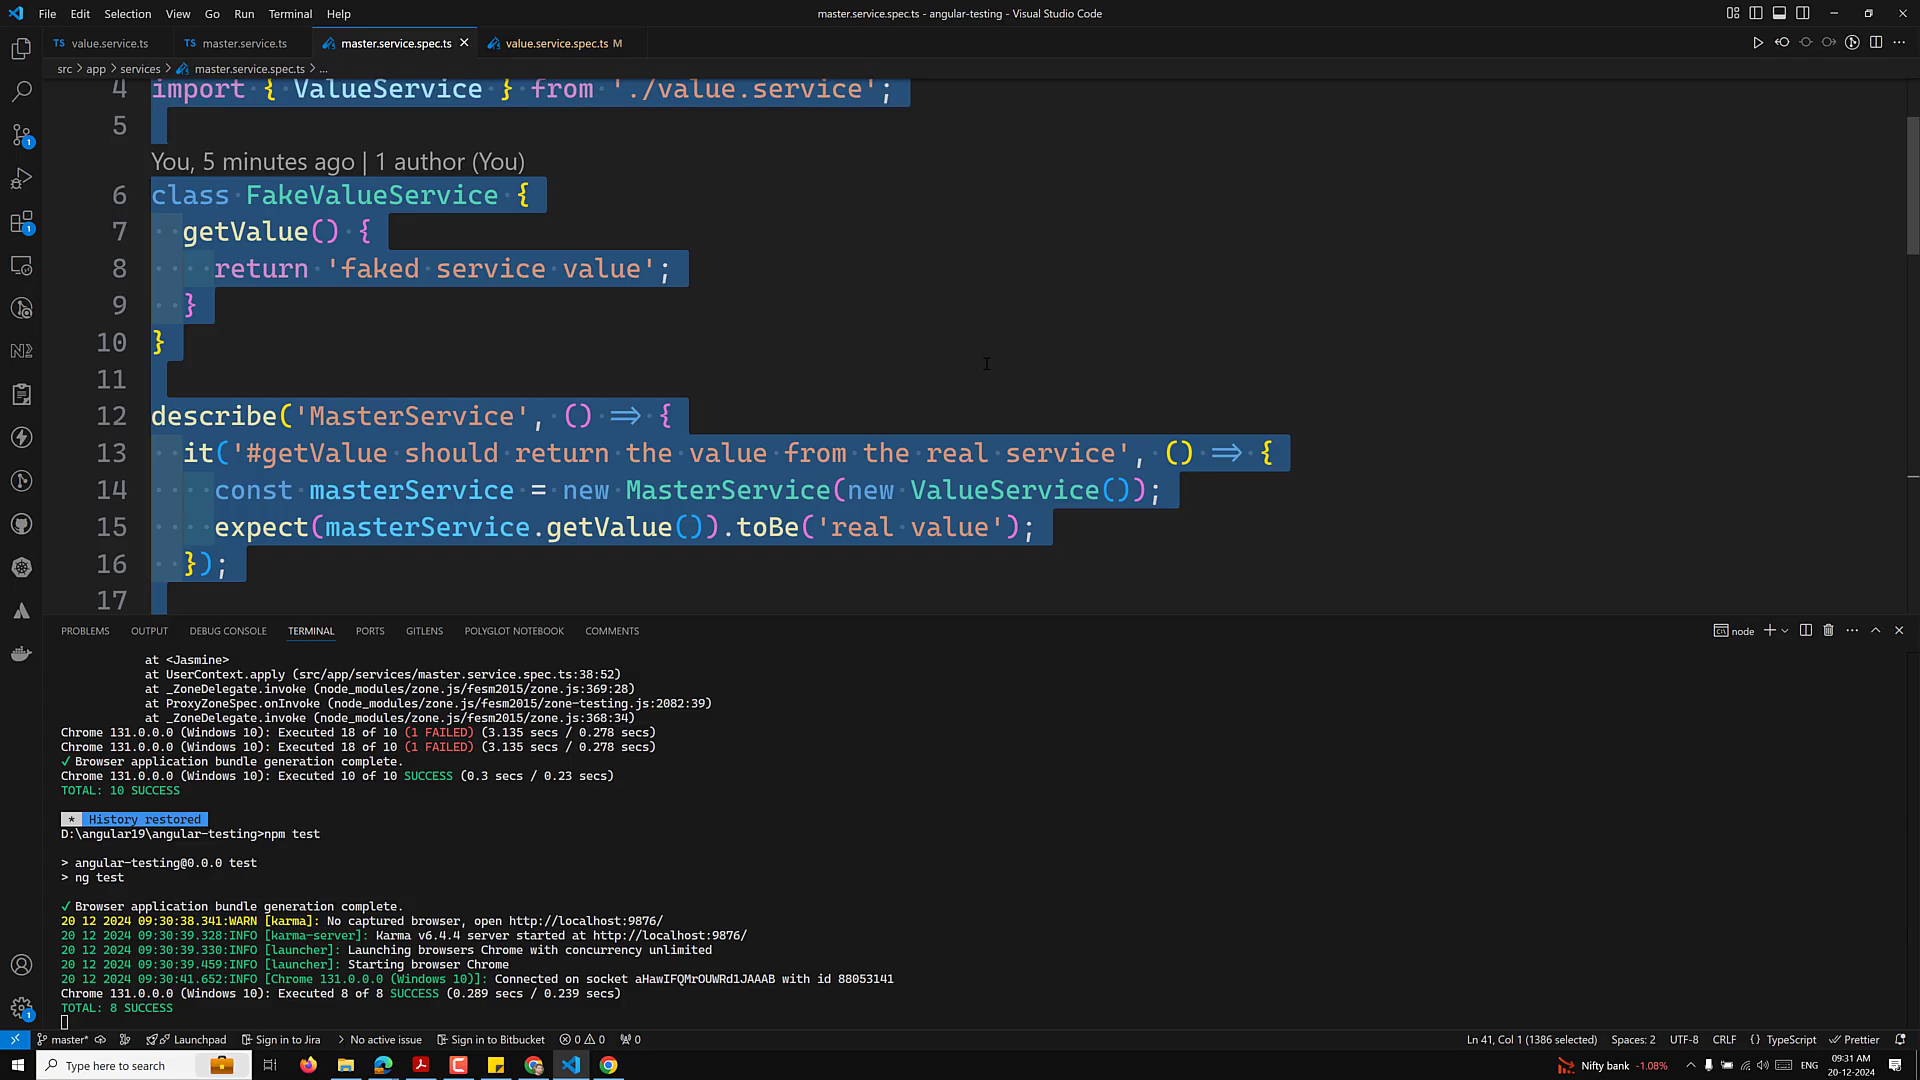 File Edit Selection View Go Run Terminal Help
master.service.spec.ts - angular-testing - Visual Studio Code
TS value.service.ts
TS master.service.ts
master.service.spec.ts
value.service.spec.ts M
src > app > services > master.service.spec.ts > ...
4 import { ValueService } from './value.service';
5
You, 5 minutes ago | 1 author (You)
6 class FakeValueService {
7 getValue() {
8 return 'faked service value';
9 }
10 }
11
12 describe('MasterService', () => {
13 it('#getValue should return the value from the real service', () => {
14 const masterService = new MasterService(new ValueService());
15 expect(masterService.getValue()).toBe('real value');
16 });
17
PROBLEMS OUTPUT DEBUG CONSOLE TERMINAL PORTS GITLENS POLYGLOT NOTEBOOK COMMENTS
node
at <Jasmine>
at UserContext.apply (src/app/services/master.service.spec.ts:38:52)
at _ZoneDelegate.invoke (node_modules/zone.js/fesm2015/zone.js:369:28)
at ProxyZoneSpec.onInvoke (node_modules/zone.js/fesm2015/zone-testing.js:2082:39)
at _ZoneDelegate.invoke (node_modules/zone.js/fesm2015/zone.js:368:34)
Chrome 131.0.0.0 (Windows 10): Executed 18 of 10 (1 FAILED) (3.135 secs / 0.278 secs)
Chrome 131.0.0.0 (Windows 10): Executed 18 of 10 (1 FAILED) (3.135 secs / 0.278 secs)
✓ Browser application bundle generation complete.
Chrome 131.0.0.0 (Windows 10): Executed 10 of 10 SUCCESS (0.3 secs / 0.23 secs)
TOTAL: 10 SUCCESS
* History restored
D:\angular19\angular-testing>npm test
> angular-testing@0.0.0 test
> ng test
✓ Browser application bundle generation complete.
20 12 2024 09:30:38.341:WARN [karma]: No captured browser, open http://localhost:9876/
20 12 2024 09:30:39.328:INFO [karma-server]: Karma v6.4.4 server started at http://localhost:9876/
20 12 2024 09:30:39.330:INFO [launcher]: Launching browsers Chrome with concurrency unlimited
20 12 2024 09:30:39.459:INFO [launcher]: Starting browser Chrome
20 12 2024 09:30:41.652:INFO [Chrome 131.0.0.0 (Windows 10)]: Connected on socket aHawIFQMrOUWRd1JAAAB with id 88053141
Chrome 131.0.0.0 (Windows 10): Executed 8 of 8 SUCCESS (0.289 secs / 0.239 secs)
TOTAL: 8 SUCCESS
master* Launchpad Sign in to Jira No active issue Sign in to Bitbucket 0 0 0 Ln 41, Col 1 (1386 selected) Spaces: 2 UTF-8 CRLF {} TypeScript Prettier
Type here to search
Nifty bank -1.08%
ENG
09:31 AM
20-12-2024